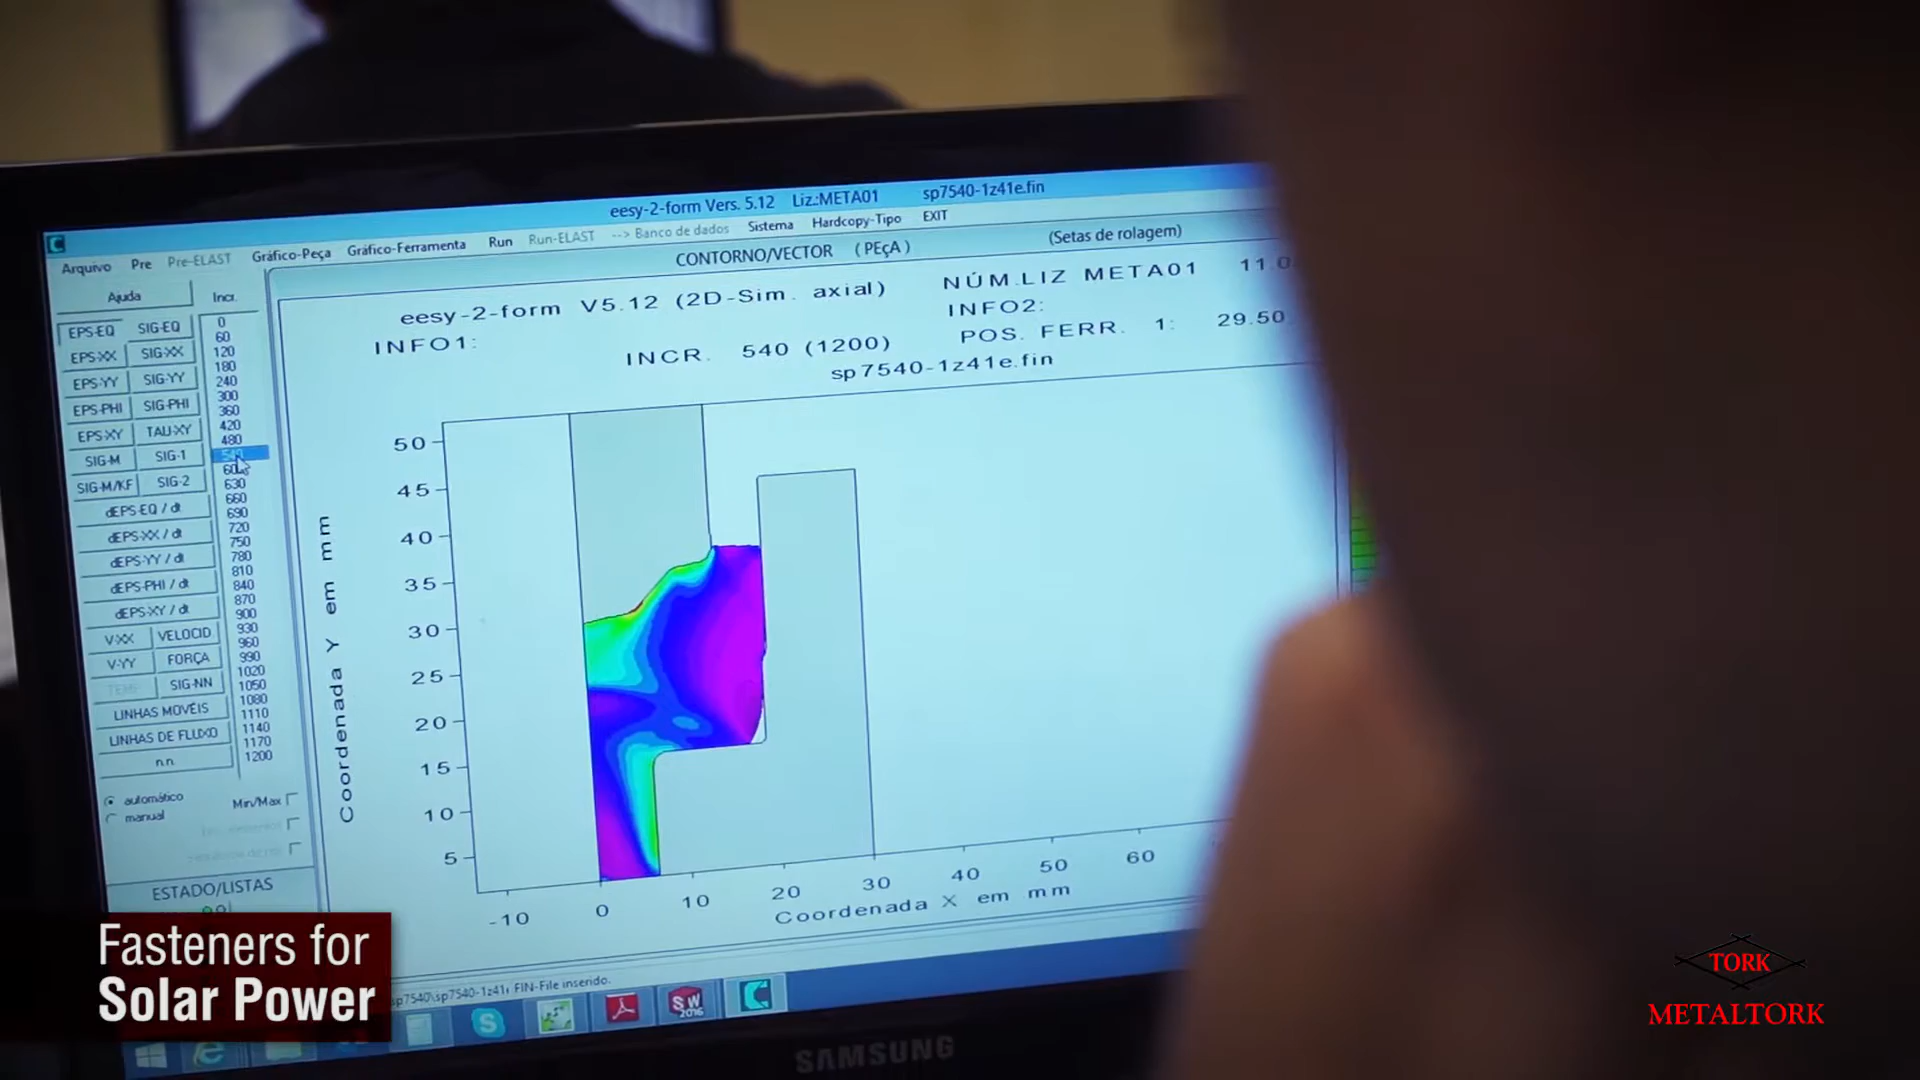 eesy-2-form Vers. 5.12 Liz.:META01 sp7540-1z41e.fin
Arquivo Pre Pre-ELAST Gráfico-Peça Gráfico-Ferramenta Run Run-ELAST --> Banco de dados Sistema Hardcopy-Tipo EXIT
CONTORNO/VECTOR (PEçA) (Setas de rolagem)
Ajuda Incr.
EPS-EQ SIG-EQ
EPS-XX SIG-XX
EPS-YY SIG-YY
EPS-PHI SIG-PHI
EPS-XY TAU-XY
SIG-M SIG-1
SIG-M/KF SIG-2
dEPS-EQ / dt
dEPS-XX / dt
dEPS-YY / dt
dEPS-PHI / dt
dEPS-XY / dt
V-XX VELOCID
V-YY FORÇA
SIG-NN
LINHAS MOVÉIS
LINHAS DE FLUXO
n.n
automático
manual
Min/Max
ESTADO/LISTAS
0
60
120
180
240
300
360
420
480
540
600
630
660
690
720
750
780
810
840
870
900
930
960
990
1020
1050
1080
1110
1140
1170
1200
eesy-2-form V5.12 (2D-Sim. axial) NÚM.LIZ META01 11.0
INFO1: INFO2:
INCR. 540 (1200) POS. FERR. 1: 29.50
sp7540-1z41e.fin
Coordenada Y em mm
50
45
40
35
30
25
20
15
10
5
-10 0 10 20 30 40 50 60
Coordenada X em mm
FIN-File inserido.
SW
2016
SAMSUNG
Fasteners for
Solar Power
TORK
METALTORK